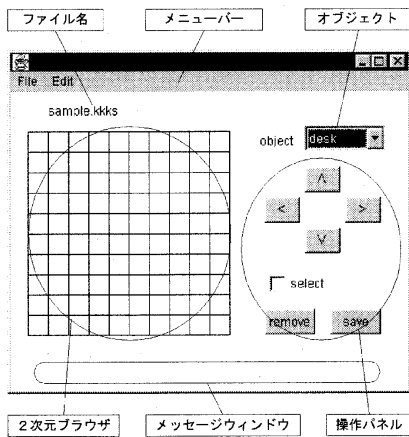 ファイル名
メニューバー
オブジェクト
File Edit
sample.kkks
object desk
^
< >
v
select
remove save
2次元ブラウザ
メッセージウィンドウ
操作パネル